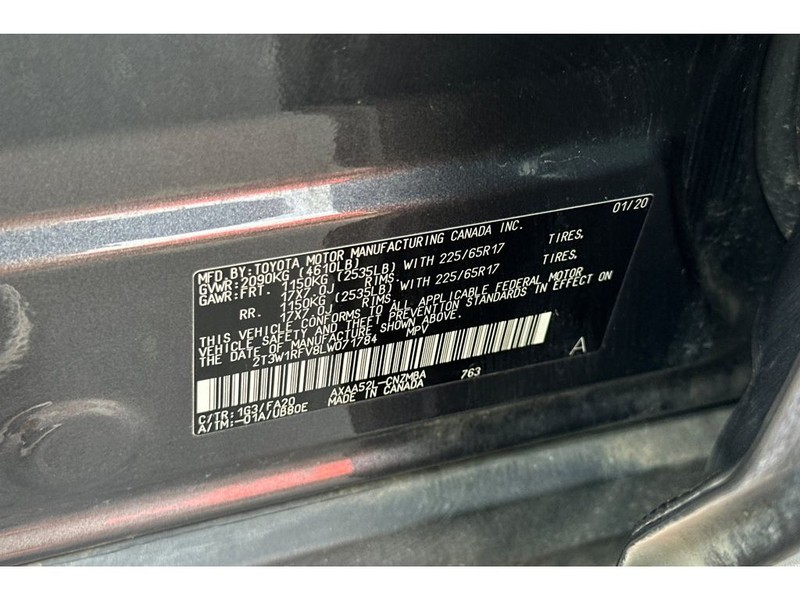 01/20
MFD. BY:TOYOTA MOTOR MANUFACTURING CANADA INC.
GVWR:2090KG (4610LB)
GAWR:FRT. 1150KG (2535LB) WITH 225/65R17 TIRES,
17X7.0J RIMS.
RR. 1150KG (2535LB) WITH 225/65R17 TIRES,
17X7.0J RIMS.
THIS VEHICLE CONFORMS TO ALL APPLICABLE FEDERAL MOTOR
VEHICLE SAFETY AND THEFT PREVENTION STANDARDS IN EFFECT ON
THE DATE OF MANUFACTURE SHOWN ABOVE.
2T3W1RFV8LW071784 MPV
A
C/TR:1G3/FA20 AXAA52L-CNZMBA 763
A/TM:-01A/UB80E MADE IN CANADA